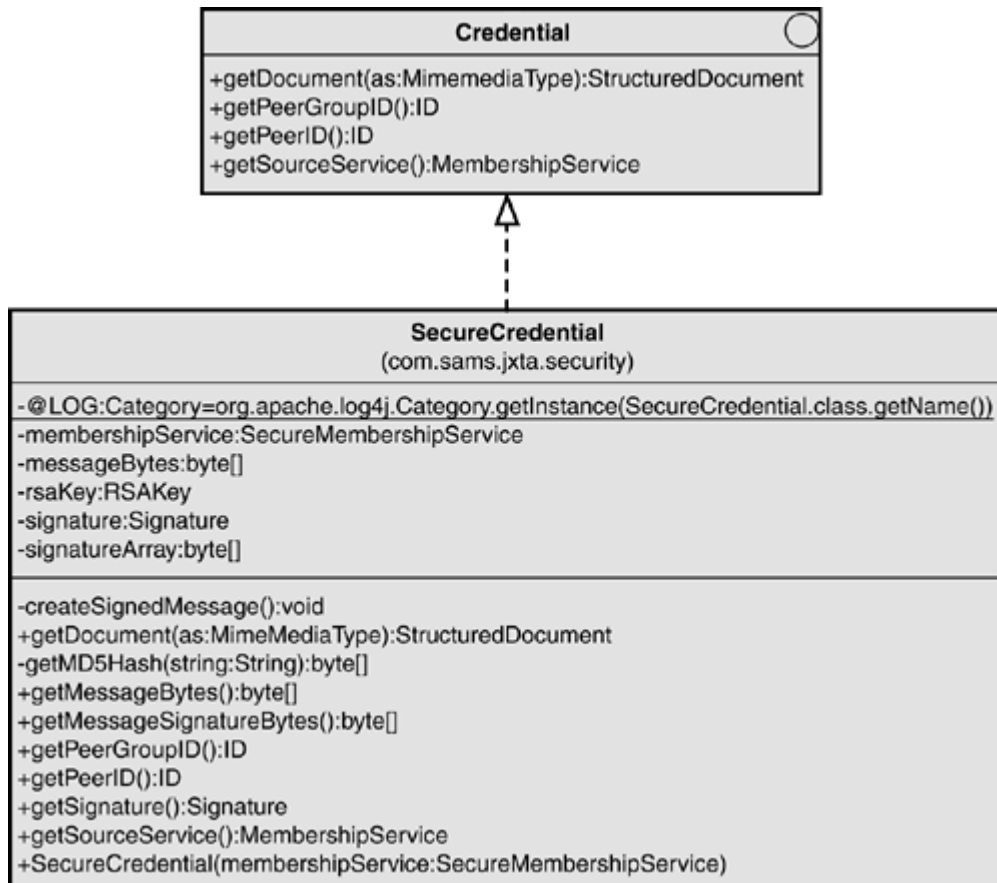 Credential
+getDocument(as:MimemediaType):StructuredDocument
+getPeerGroupID():ID
+getPeerID():ID
+getSourceService():MembershipService
SecureCredential
(com.sams.jxta.security)
-@LOG:Category=org.apache.log4j.Category.getInstance(SecureCredential.class.getName())
-membershipService:SecureMembershipService
-messageBytes:byte[]
-rsaKey:RSAKey
-signature:Signature
-signatureArray:byte[]
-createSignedMessage():void
+getDocument(as:MimeMediaType):StructuredDocument
-getMD5Hash(string:String):byte[]
+getMessageBytes():byte[]
+getMessageSignatureBytes():byte[]
+getPeerGroupID():ID
+getPeerID():ID
+getSignature():Signature
+getSourceService():MembershipService
+SecureCredential(membershipService:SecureMembershipService)